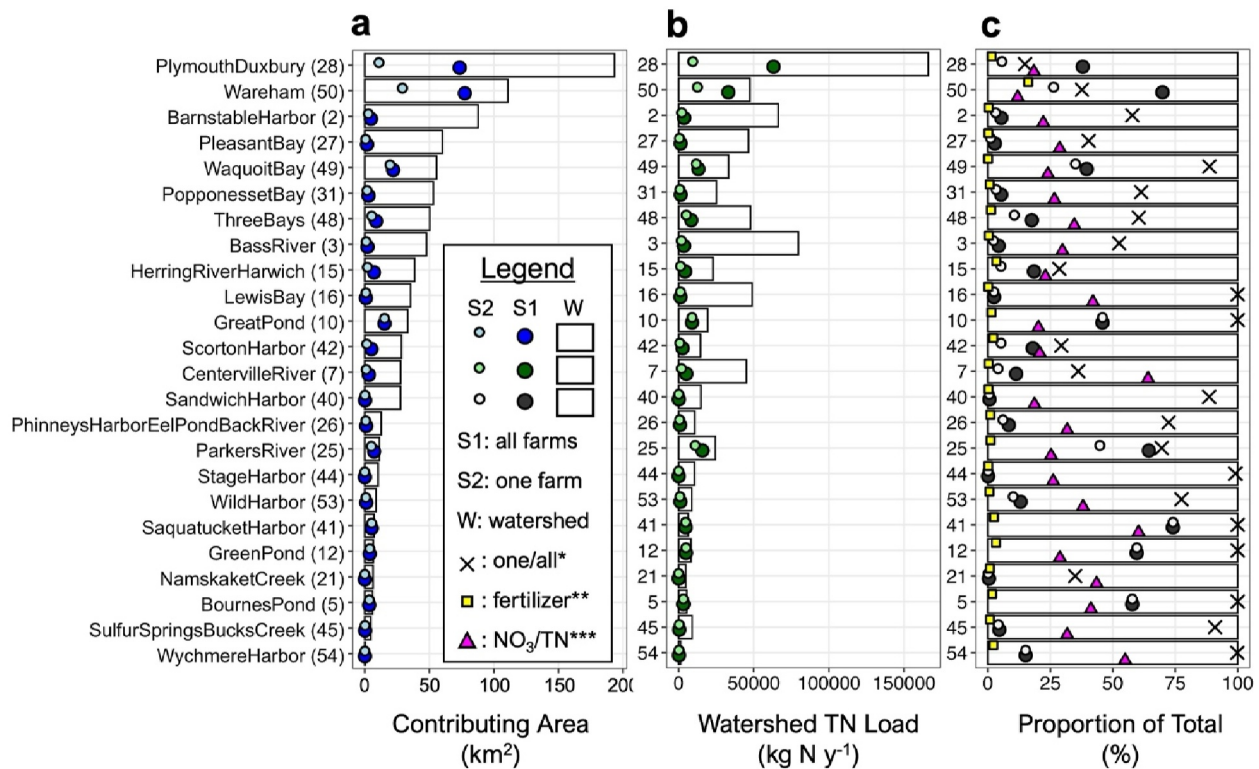 a
b
c
PlymouthDuxbury (28)
Wareham (50)
BarnstableHarbor (2)
PleasantBay (27)
WaquoitBay (49)
PopponessetBay (31)
ThreeBays (48)
BassRiver (3)
HerringRiverHarwich (15)
LewisBay (16)
GreatPond (10)
ScortonHarbor (42)
CentervilleRiver (7)
SandwichHarbor (40)
PhinneysHarborEelPondBackRiver (26)
ParkersRiver (25)
StageHarbor (44)
WildHarbor (53)
SaquatucketHarbor (41)
GreenPond (12)
NamskaketCreek (21)
BournesPond (5)
SulfurSpringsBucksCreek (45)
WychmereHarbor (54)
Legend
S2 S1 W
S1: all farms
S2: one farm
W: watershed
: one/all*
: fertilizer**
: NO3/TN***
0 50 100 150 20
Contributing Area
(km²)
28
50
2
27
49
31
48
3
15
16
10
42
7
40
26
25
44
53
41
12
21
5
45
54
0 50000 100000 150000
Watershed TN Load
(kg N y⁻¹)
28
50
2
27
49
31
48
3
15
16
10
42
7
40
26
25
44
53
41
12
21
5
45
54
0 25 50 75 100
Proportion of Total
(%)